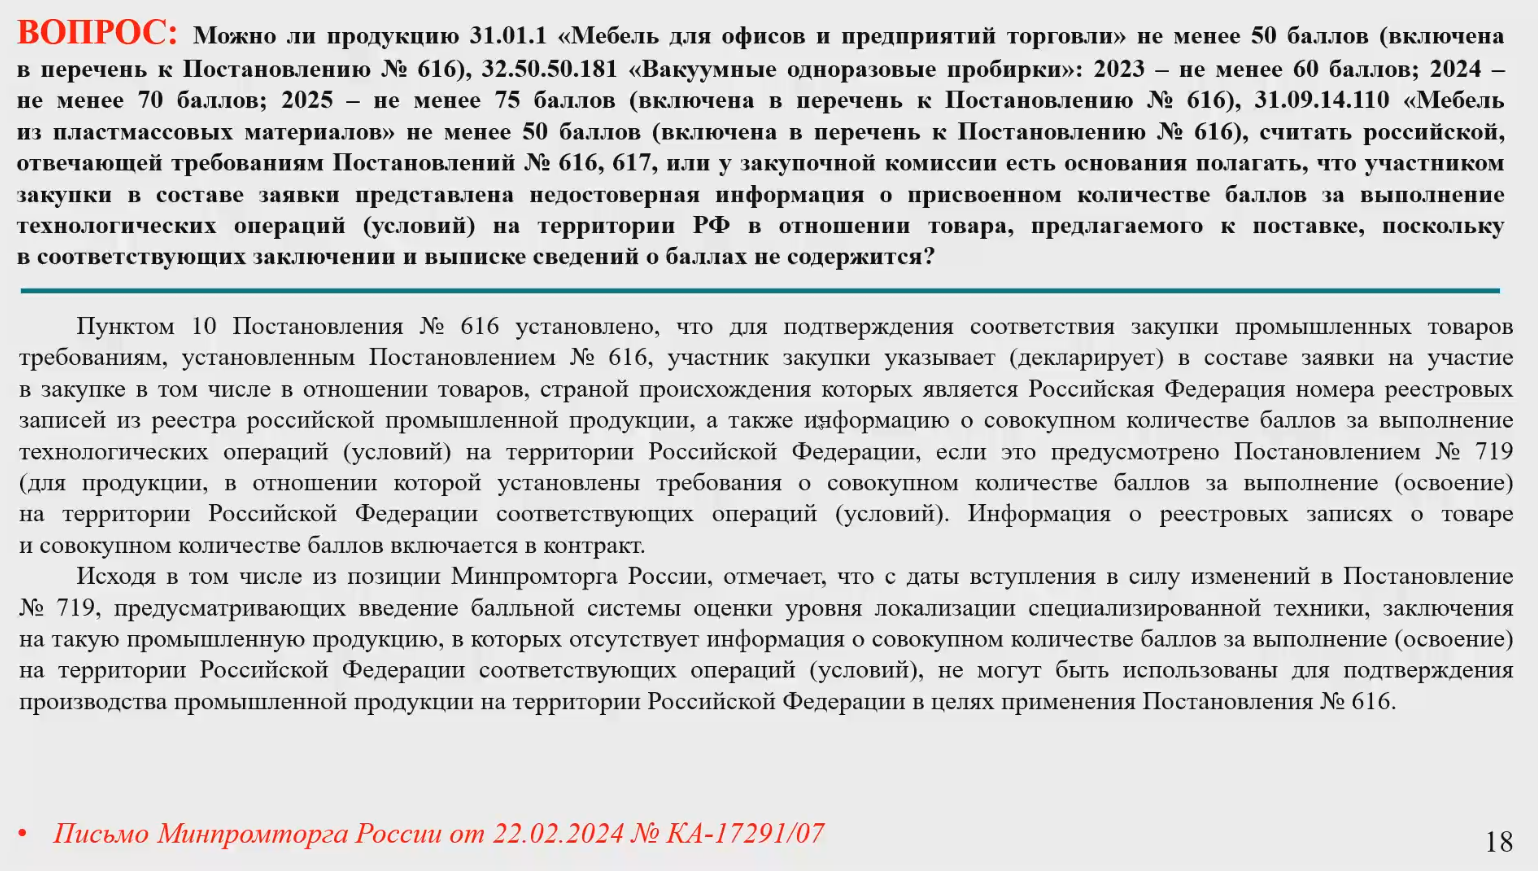 ВОПРОС: Можно ли продукцию 31.01.1 «Мебель для офисов и предприятий торговли» не менее 50 баллов (включена
в перечень к Постановлению № 616), 32.50.50.181 «Вакуумные одноразовые пробирки»: 2023 – не менее 60 баллов; 2024 –
не менее 70 баллов; 2025 – не менее 75 баллов (включена в перечень к Постановлению № 616), 31.09.14.110 «Мебель
из пластмассовых материалов» не менее 50 баллов (включена в перечень к Постановлению № 616), считать российской,
отвечающей требованиям Постановлений № 616, 617, или у закупочной комиссии есть основания полагать, что участником
закупки в составе заявки представлена недостоверная информация о присвоенном количестве баллов за выполнение
технологических операций (условий) на территории РФ в отношении товара, предлагаемого к поставке, поскольку
в соответствующих заключении и выписке сведений о баллах не содержится?
Пунктом 10 Постановления № 616 установлено, что для подтверждения соответствия закупки промышленных товаров
требованиям, установленным Постановлением № 616, участник закупки указывает (декларирует) в составе заявки на участие
в закупке в том числе в отношении товаров, страной происхождения которых является Российская Федерация номера реестровых
записей из реестра российской промышленной продукции, а также информацию о совокупном количестве баллов за выполнение
технологических операций (условий) на территории Российской Федерации, если это предусмотрено Постановлением № 719
(для продукции, в отношении которой установлены требования о совокупном количестве баллов за выполнение (освоение)
на территории Российской Федерации соответствующих операций (условий). Информация о реестровых записях о товаре
и совокупном количестве баллов включается в контракт.
Исходя в том числе из позиции Минпромторга России, отмечает, что с даты вступления в силу изменений в Постановление
№ 719, предусматривающих введение балльной системы оценки уровня локализации специализированной техники, заключения
на такую промышленную продукцию, в которых отсутствует информация о совокупном количестве баллов за выполнение (освоение)
на территории Российской Федерации соответствующих операций (условий), не могут быть использованы для подтверждения
производства промышленной продукции на территории Российской Федерации в целях применения Постановления № 616.
• Письмо Минпромторга России от 22.02.2024 № КА-17291/07
18